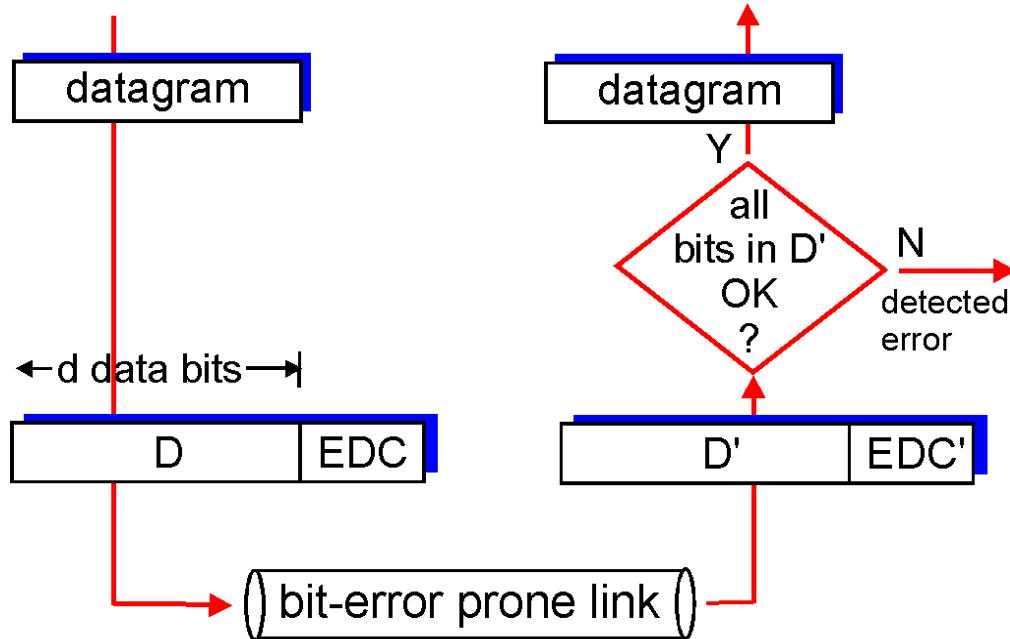 datagram
d data bits
D
EDC
bit-error prone link
D'
EDC'
all
bits in D'
OK
?
Y
N
detected
error
datagram